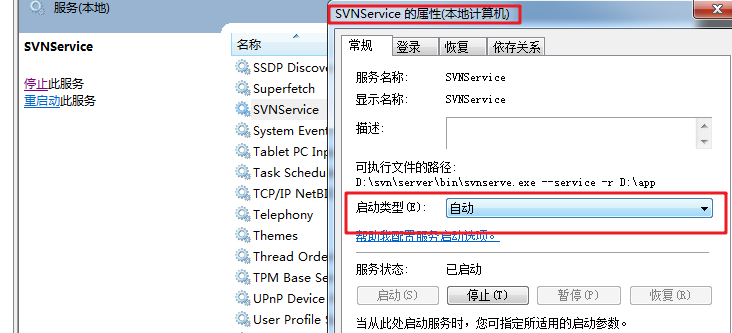 服务(本地)
SVNService
停止此服务
重启动此服务
名称
SSDP Discove
Superfetch
SVNService
System Event
Tablet PC Inp
Task Schedu
TCP/IP NetBI
Telephony
Themes
Thread Orde
TPM Base Se
UPnP Device
User Profile S
SVNService 的属性(本地计算机)
常规
登录
恢复
依存关系
服务名称: SVNService
显示名称: SVNService
描述:
可执行文件的路径:
D:\svn\server\bin\svnserve.exe --service -r D:\app
启动类型(E): 自动
帮助我配置服务启动选项。
服务状态: 已启动
启动(S) 停止(T) 暂停(P) 恢复(R)
当从此处启动服务时，您可指定所适用的启动参数。